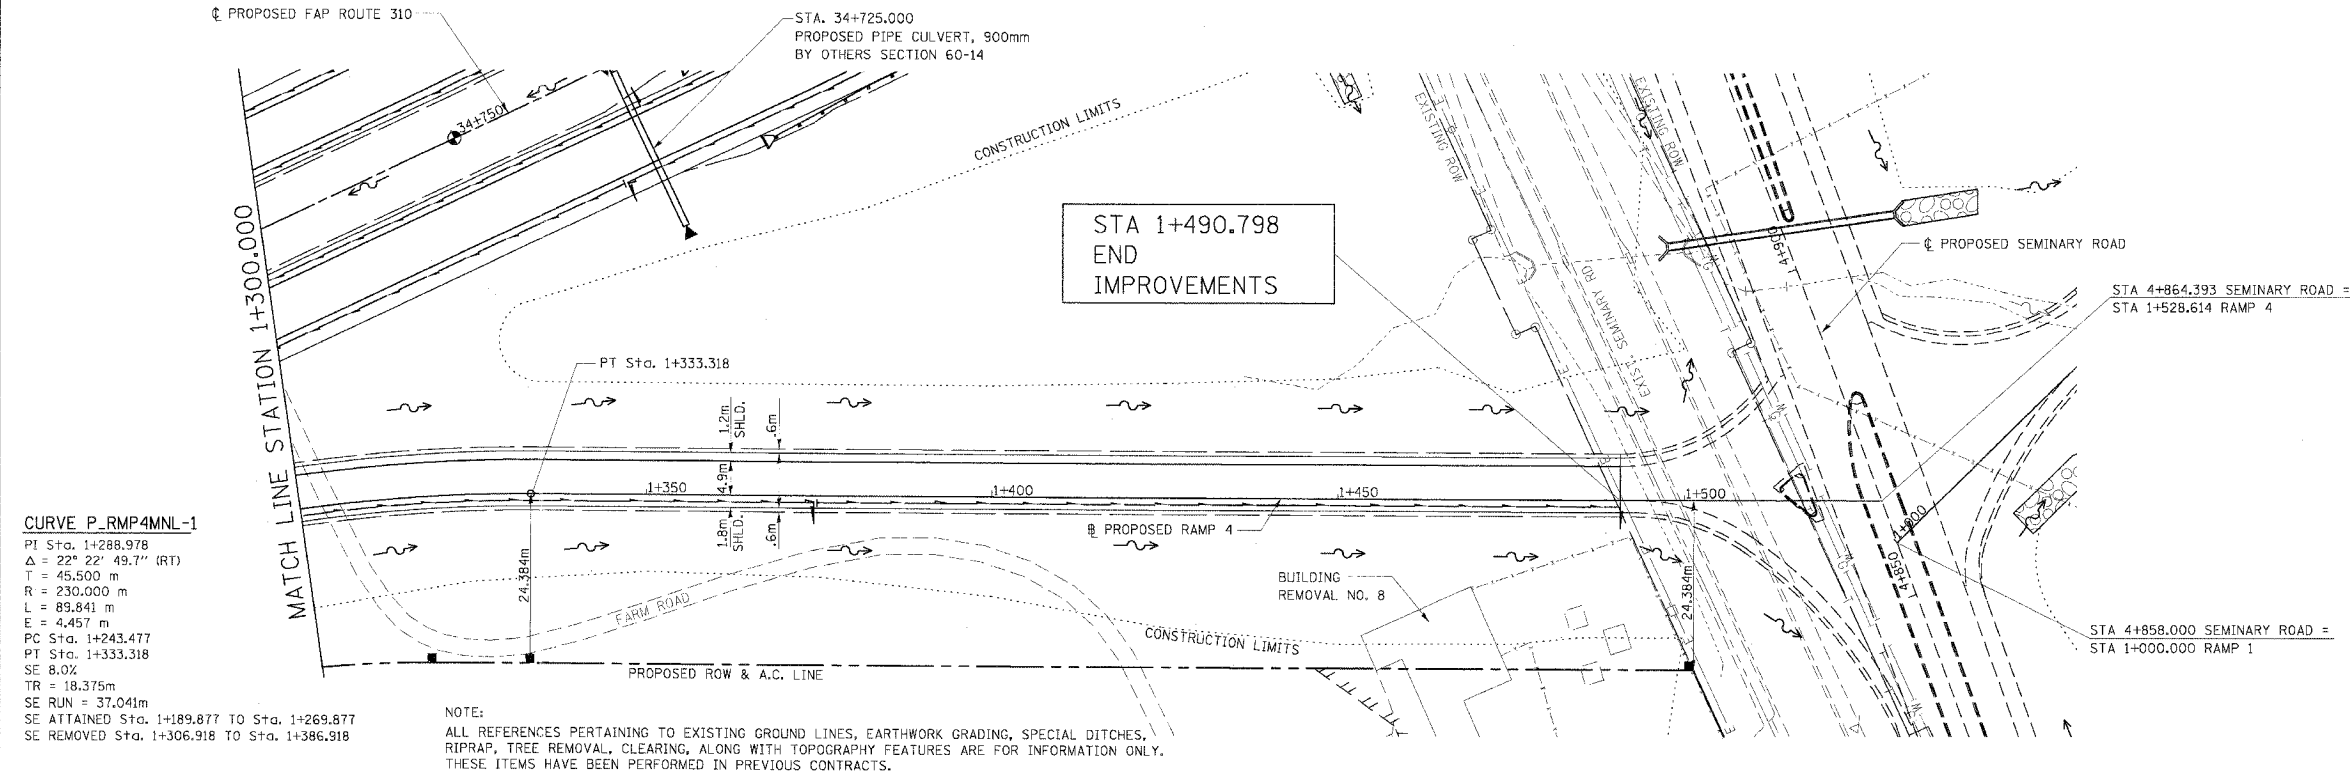 ℄ PROPOSED FAP ROUTE 310
STA. 34+725.000
PROPOSED PIPE CULVERT, 900mm
BY OTHERS SECTION 60-14
34+750
CONSTRUCTION LIMITS
EXISTING ROW
EXISTING ROW
MATCH LINE STATION 1+300.000
STA 1+490.798
END
IMPROVEMENTS
4+900
℄ PROPOSED SEMINARY ROAD
EXIST. SEMINARY RD
STA 4+864.393 SEMINARY ROAD =
STA 1+528.614 RAMP 4
PT Sta. 1+333.318
1.2m
SHLD.
.6m
4.9m
1+350
1+400
1+450
1+500
1.8m
SHLD.
.6m
PROPOSED RAMP 4
1+000
4+850
24.384m
24.384m
FARM ROAD
BUILDING
REMOVAL NO. 8
CONSTRUCTION LIMITS
STA 4+858.000 SEMINARY ROAD =
STA 1+000.000 RAMP 1
PROPOSED ROW & A.C. LINE
CURVE P_RMP4MNL-1
PI Sta. 1+288.978
Δ = 22° 22' 49.7" (RT)
T = 45.500 m
R = 230.000 m
L = 89.841 m
E = 4.457 m
PC Sta. 1+243.477
PT Sta. 1+333.318
SE 8.0%
TR = 18.375m
SE RUN = 37.041m
SE ATTAINED Sta. 1+189.877 TO Sta. 1+269.877
SE REMOVED Sta. 1+306.918 TO Sta. 1+386.918
NOTE:
ALL REFERENCES PERTAINING TO EXISTING GROUND LINES, EARTHWORK GRADING, SPECIAL DITCHES,
RIPRAP, TREE REMOVAL, CLEARING, ALONG WITH TOPOGRAPHY FEATURES ARE FOR INFORMATION ONLY.
THESE ITEMS HAVE BEEN PERFORMED IN PREVIOUS CONTRACTS.